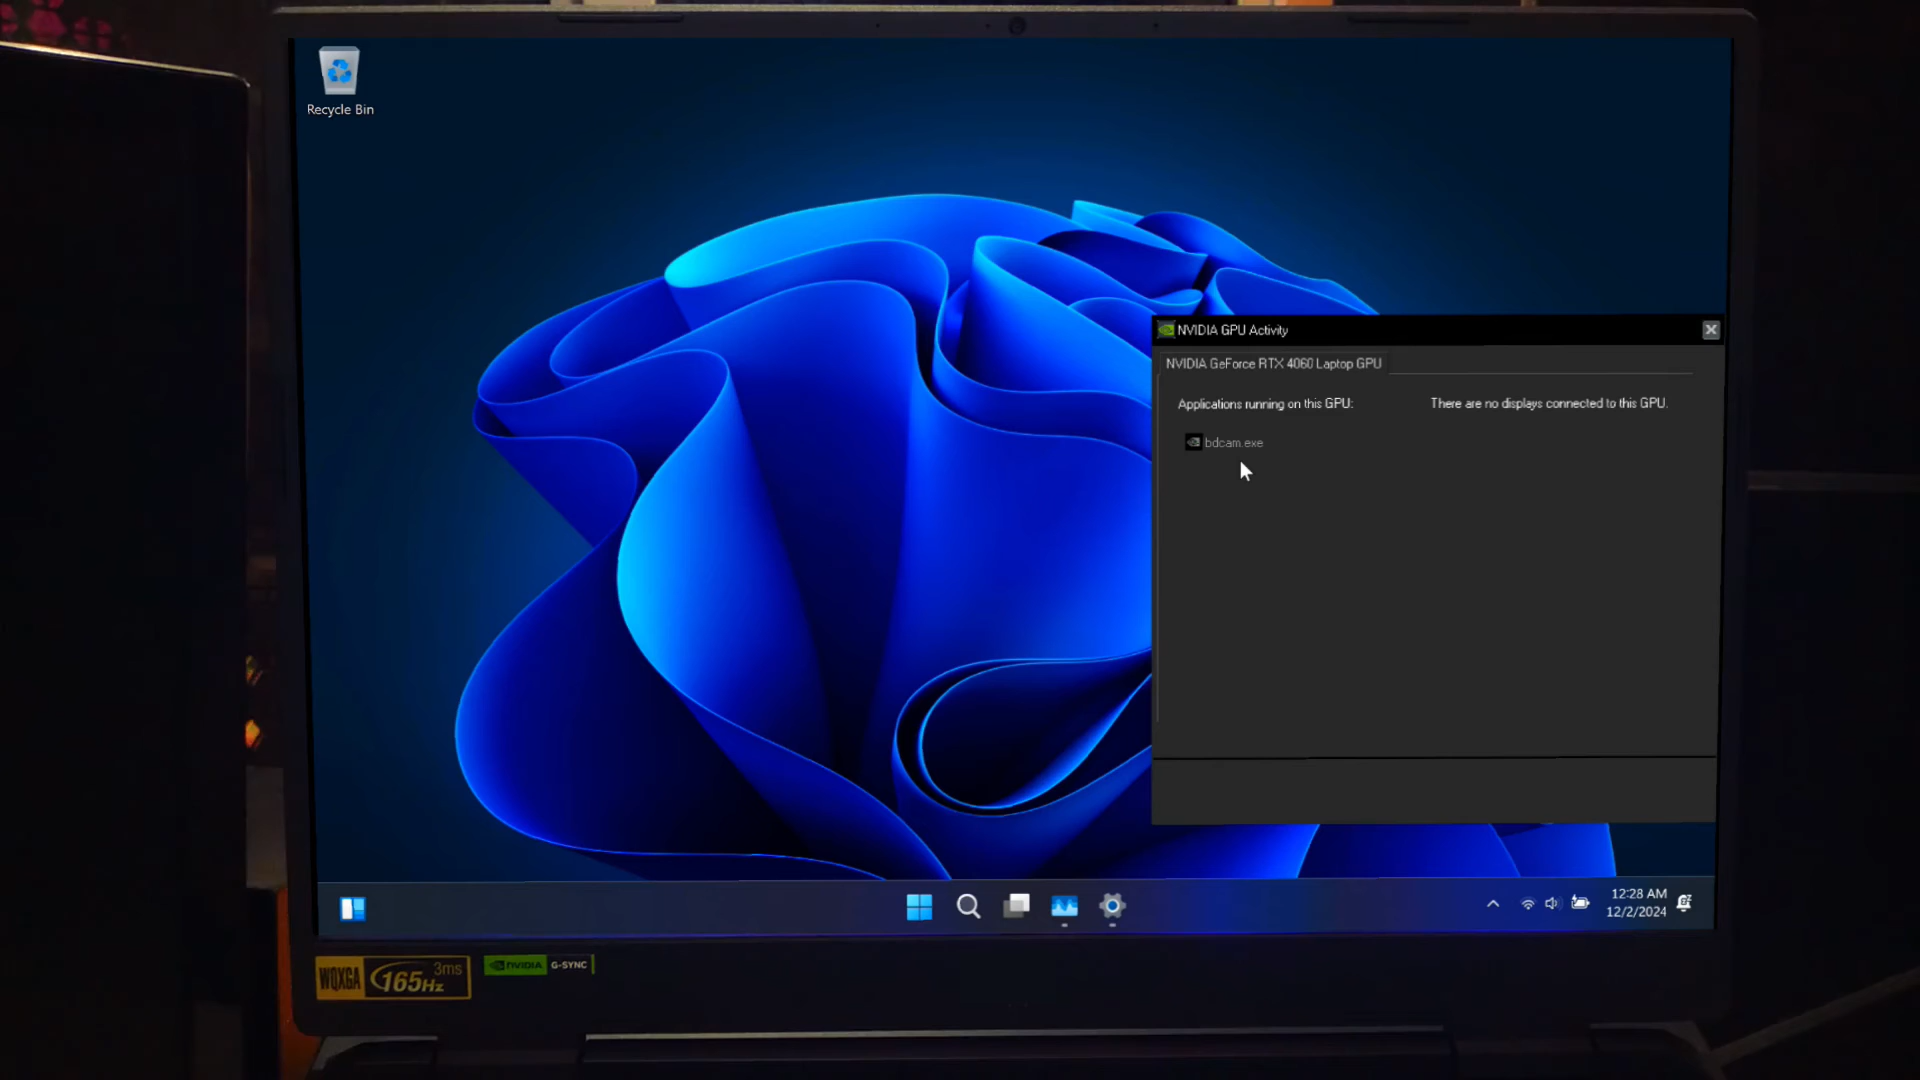 Recycle Bin
NVIDIA GPU Activity
NVIDIA GeForce RTX 4060 Laptop GPU
Applications running on this GPU:
There are no displays connected to this GPU.
bdcam.exe
12:28 AM
12/2/2024
WQXGA 165Hz 3ms
NVIDIA G-SYNC